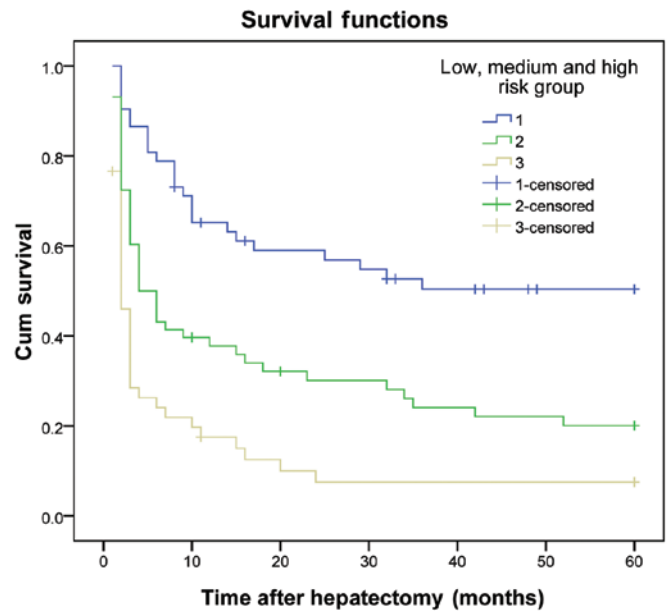 Survival functions
Low, medium and high
risk group
1
2
3
1-censored
2-censored
3-censored
Cum survival
1.0
0.8
0.6
0.4
0.2
0.0
0
10
20
30
40
50
60
Time after hepatectomy (months)